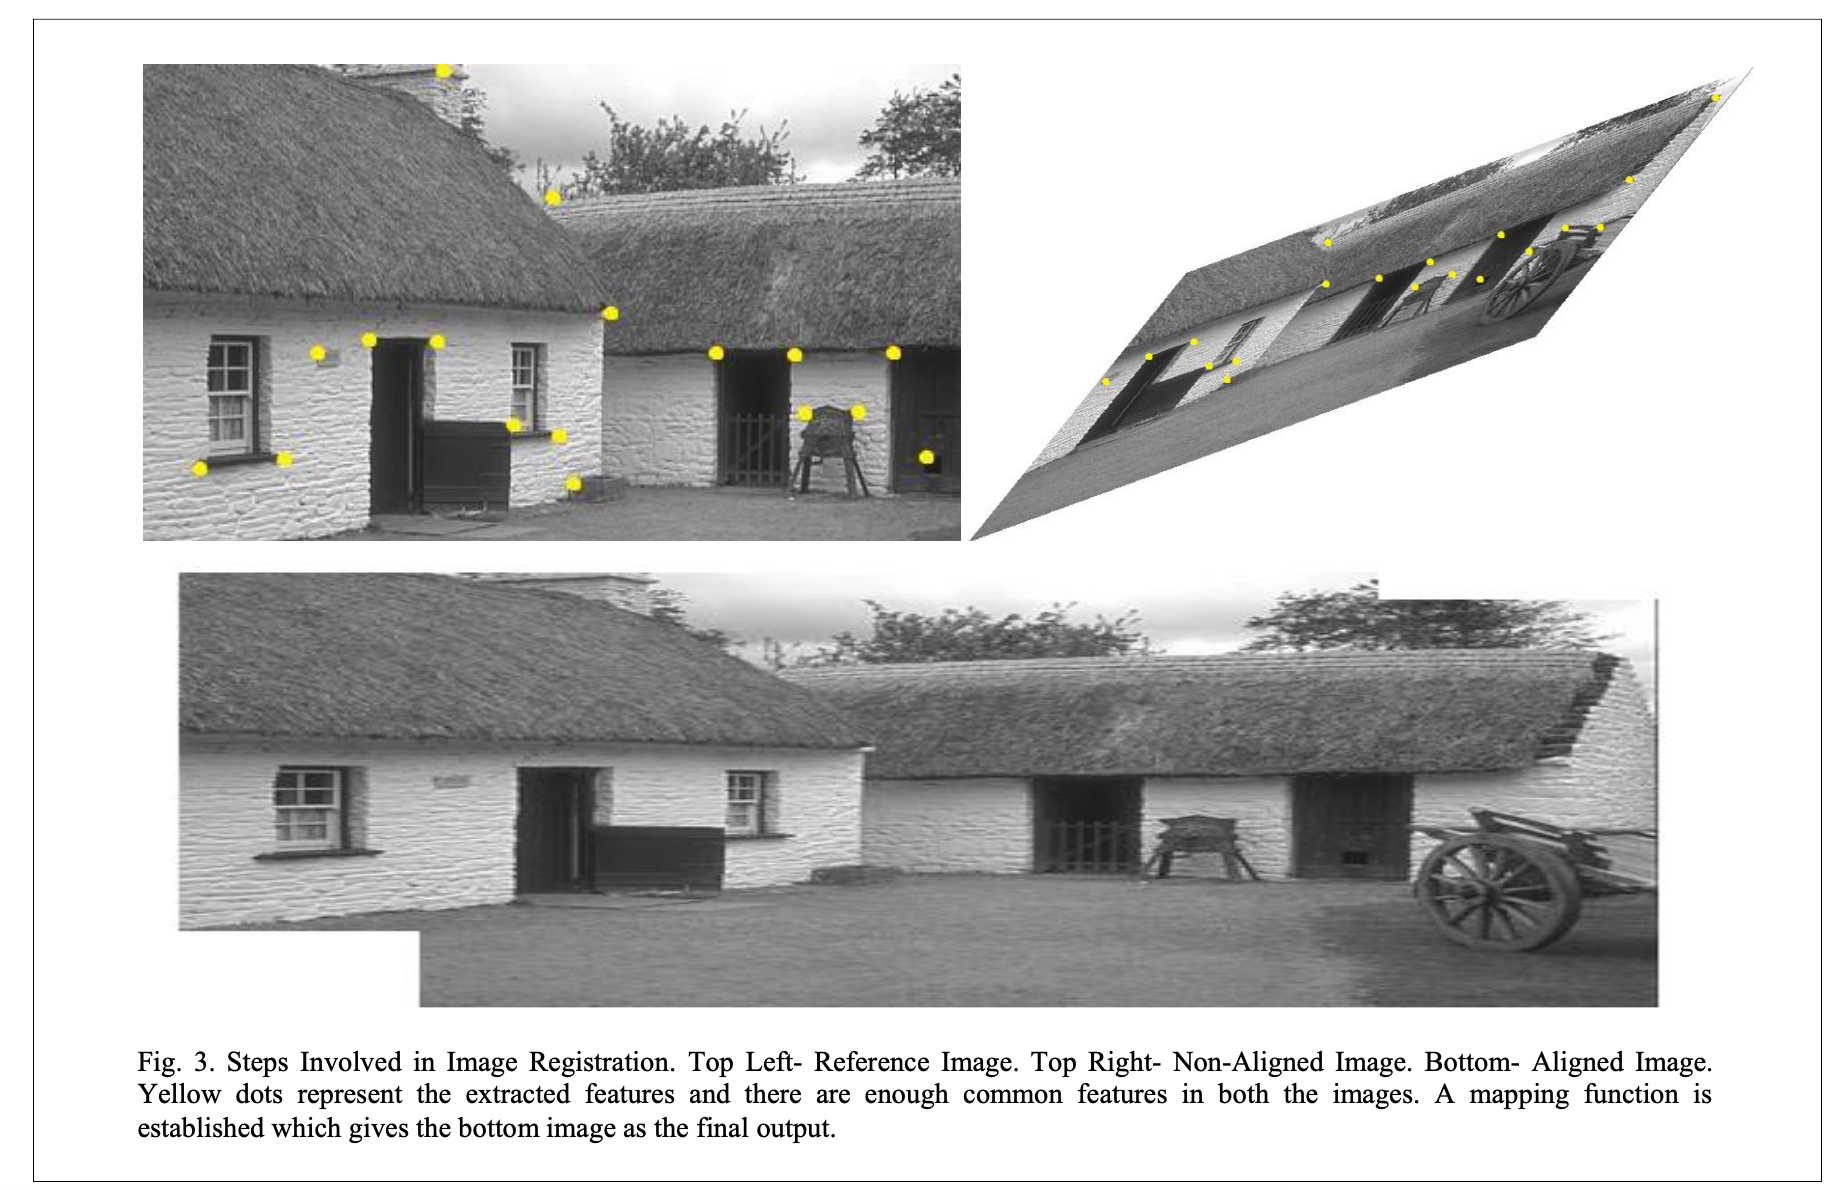 Fig. 3. Steps Involved in Image Registration. Top Left- Reference Image. Top Right- Non-Aligned Image. Bottom- Aligned Image.
Yellow dots represent the extracted features and there are enough common features in both the images. A mapping function is
established which gives the bottom image as the final output.